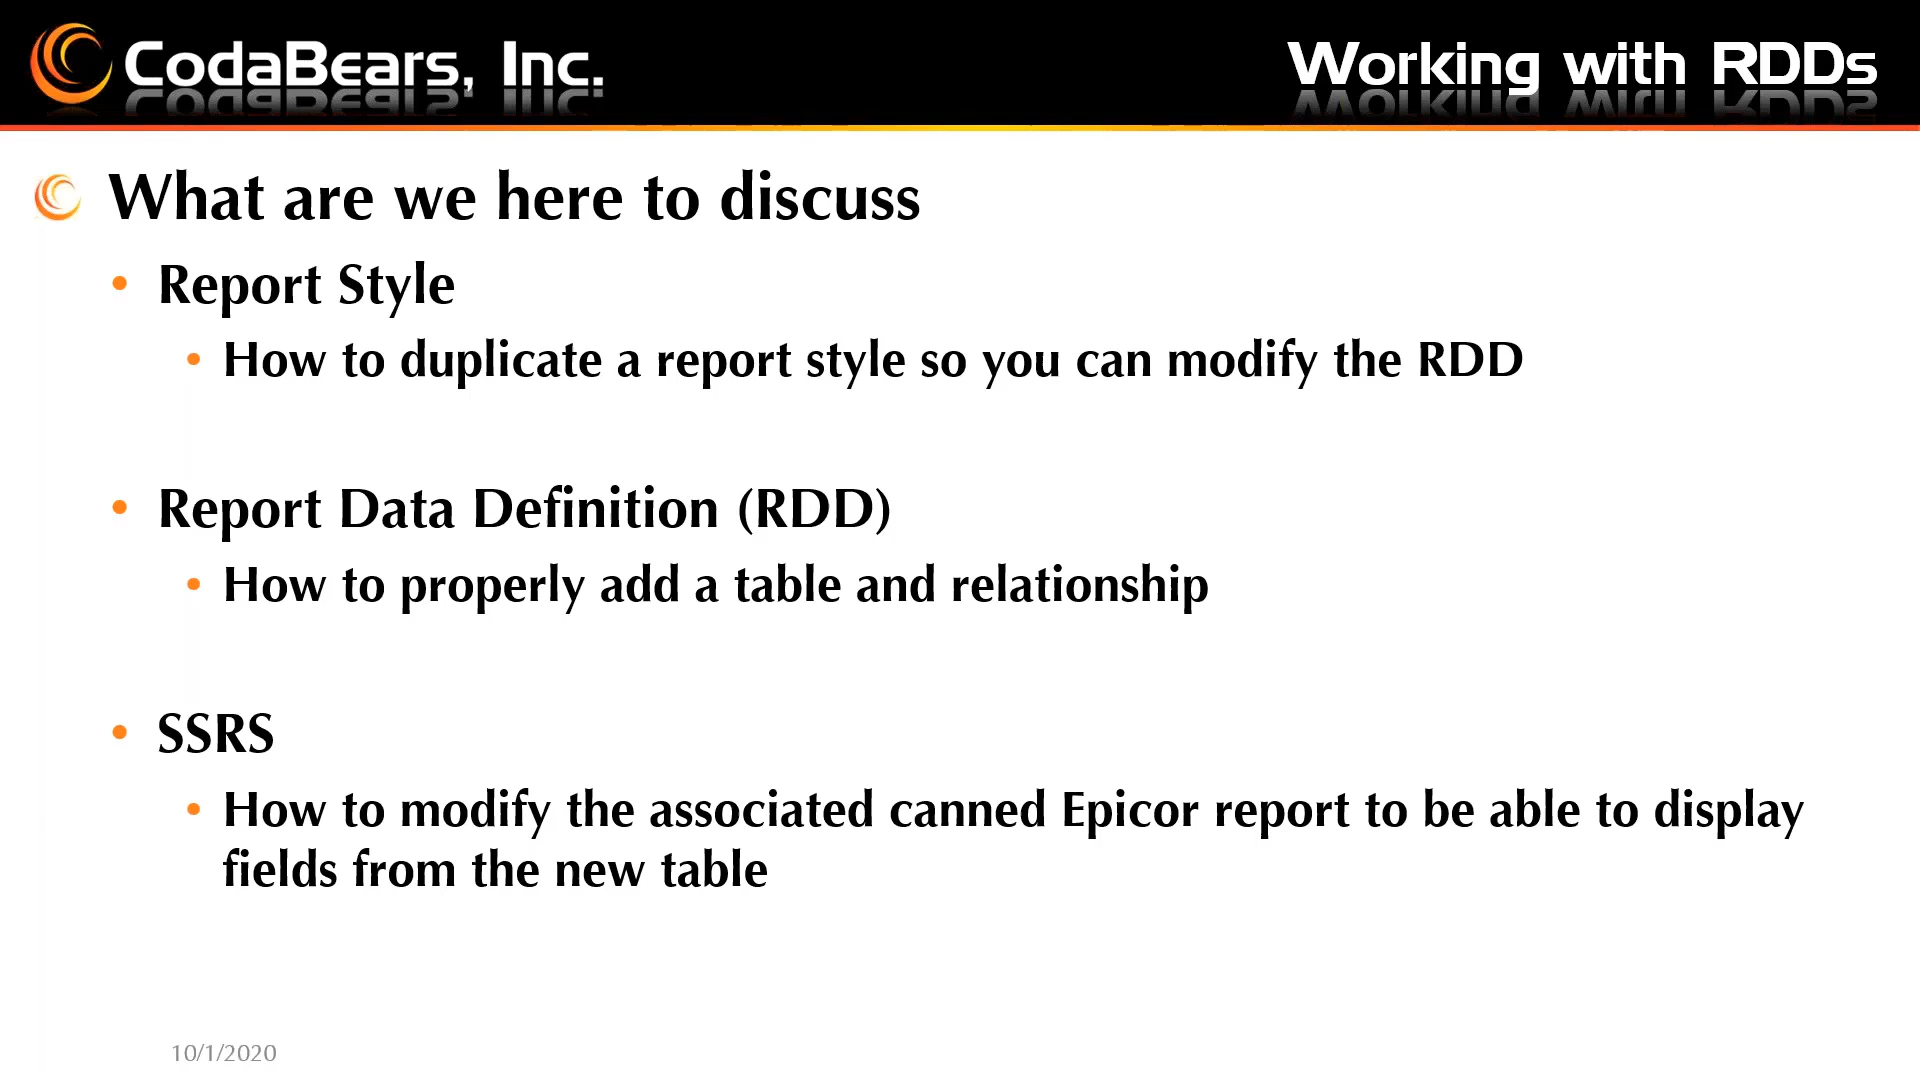 CodaBears, Inc.
Working with RDDs
What are we here to discuss
• Report Style
• How to duplicate a report style so you can modify the RDD
• Report Data Definition (RDD)
• How to properly add a table and relationship
• SSRS
• How to modify the associated canned Epicor report to be able to display
fields from the new table
10/1/2020